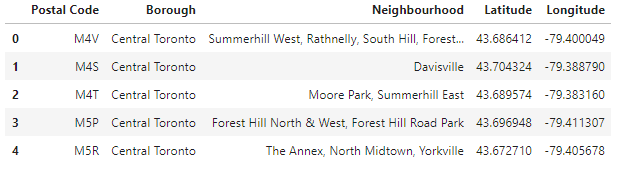 Postal Code Borough Neighbourhood Latitude Longitude
0 M4V Central Toronto Summerhill West, Rathnelly, South Hill, Forest... 43.686412 -79.400049
1 M4S Central Toronto Davisville 43.704324 -79.388790
2 M4T Central Toronto Moore Park, Summerhill East 43.689574 -79.383160
3 M5P Central Toronto Forest Hill North & West, Forest Hill Road Park 43.696948 -79.411307
4 M5R Central Toronto The Annex, North Midtown, Yorkville 43.672710 -79.405678